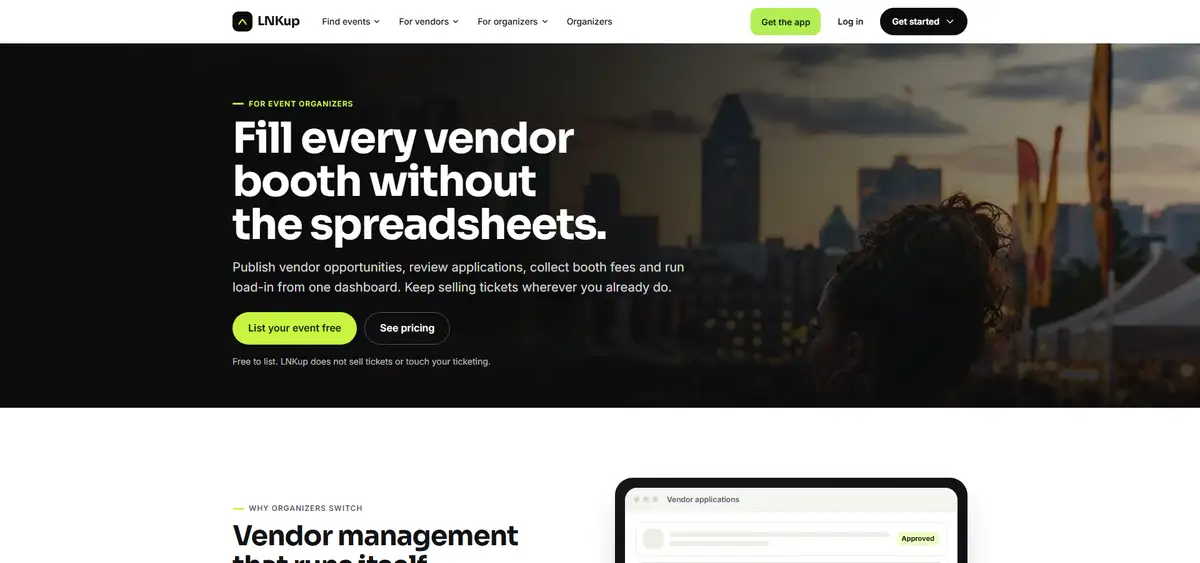 LNKup
Find events
For vendors
For organizers
Organizers
Get the app
Log in
Get started
FOR EVENT ORGANIZERS
Fill every vendor
booth without
the spreadsheets.
Publish vendor opportunities, review applications, collect booth fees and run
load-in from one dashboard. Keep selling tickets wherever you already do.
List your event free
See pricing
Free to list. LNKup does not sell tickets or touch your ticketing.
WHY ORGANIZERS SWITCH
Vendor management
that runs itself
Vendor applications
Approved